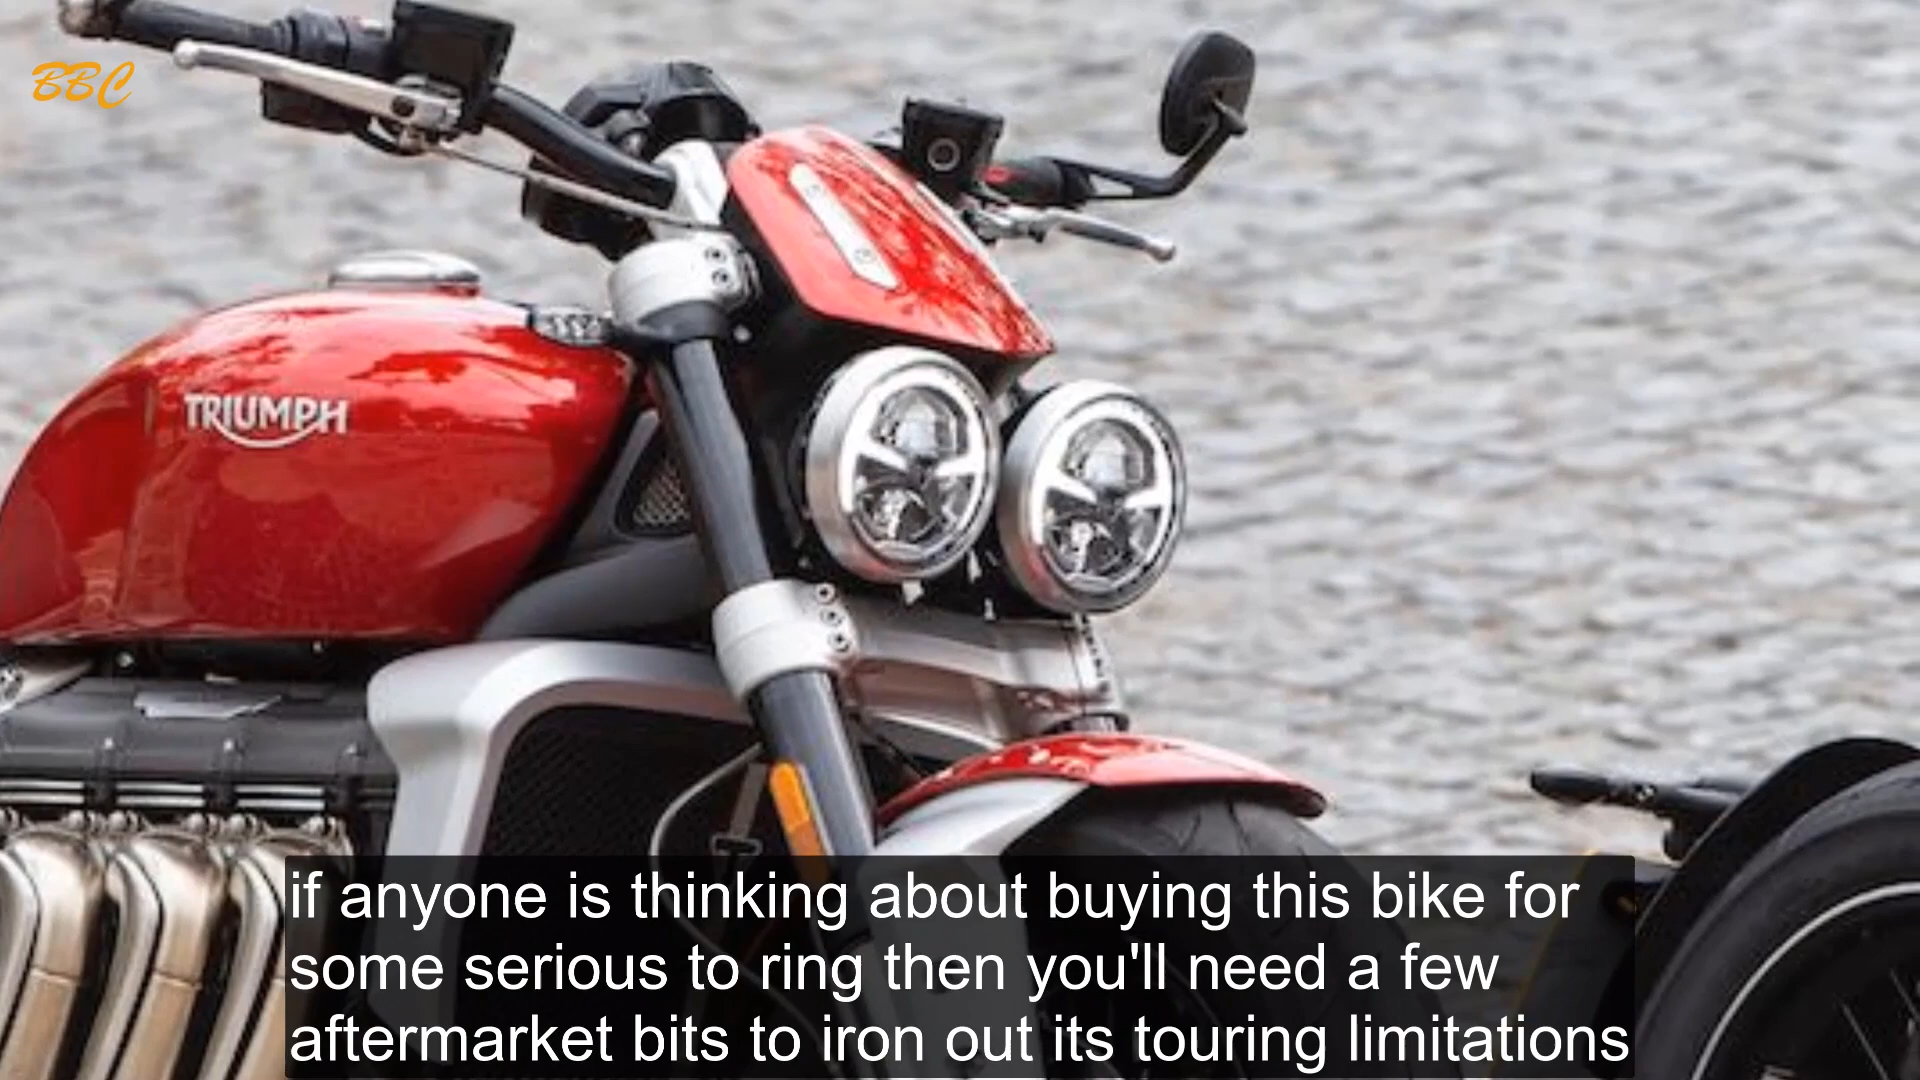 BBC
TRIUMPH
if anyone is thinking about buying this bike for
some serious to ring then you'll need a few
aftermarket bits to iron out its touring limitations